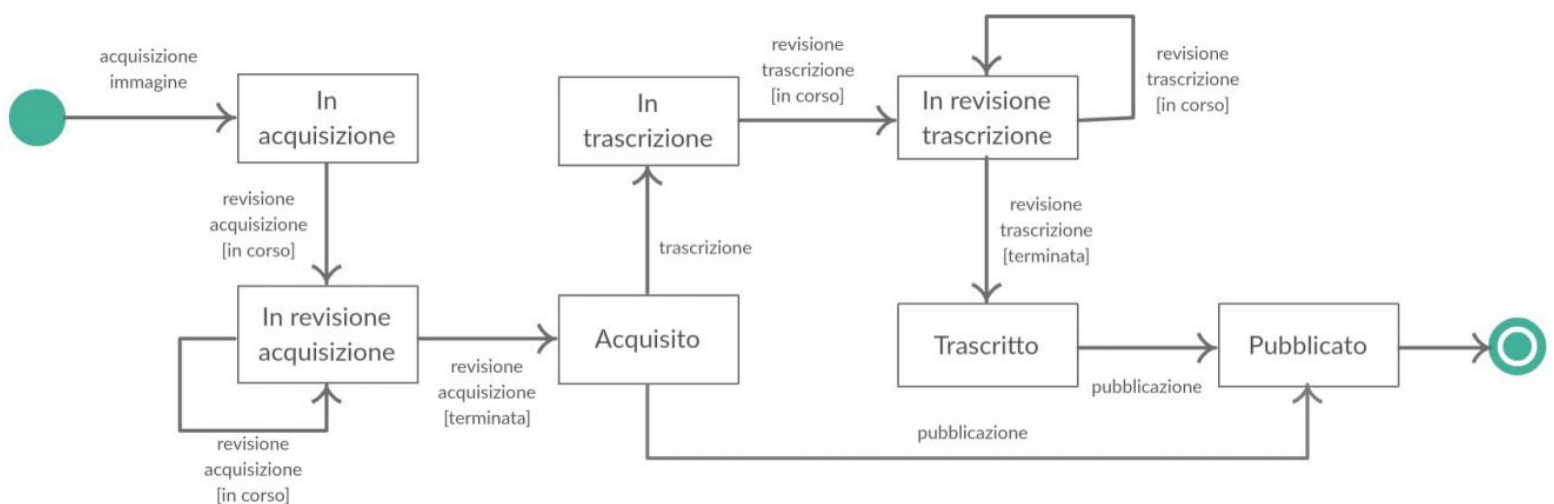 acquisizione
immagine
In
acquisizione
revisione
acquisizione
[in corso]
In revisione
acquisizione
revisione
acquisizione
[in corso]
revisione
acquisizione
[terminata]
Acquisito
trascrizione
In
trascrizione
revisione
trascrizione
[in corso]
In revisione
trascrizione
revisione
trascrizione
[in corso]
revisione
trascrizione
[terminata]
Trascritto
pubblicazione
Pubblicato
pubblicazione